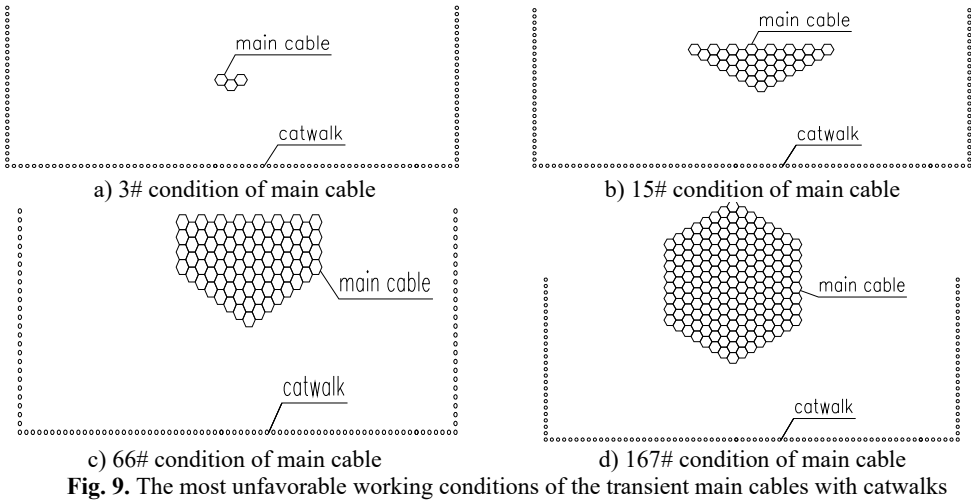 main cable
catwalk
a) 3# condition of main cable
main cable
catwalk
b) 15# condition of main cable
main cable
catwalk
c) 66# condition of main cable
main cable
catwalk
d) 167# condition of main cable
Fig. 9. The most unfavorable working conditions of the transient main cables with catwalks